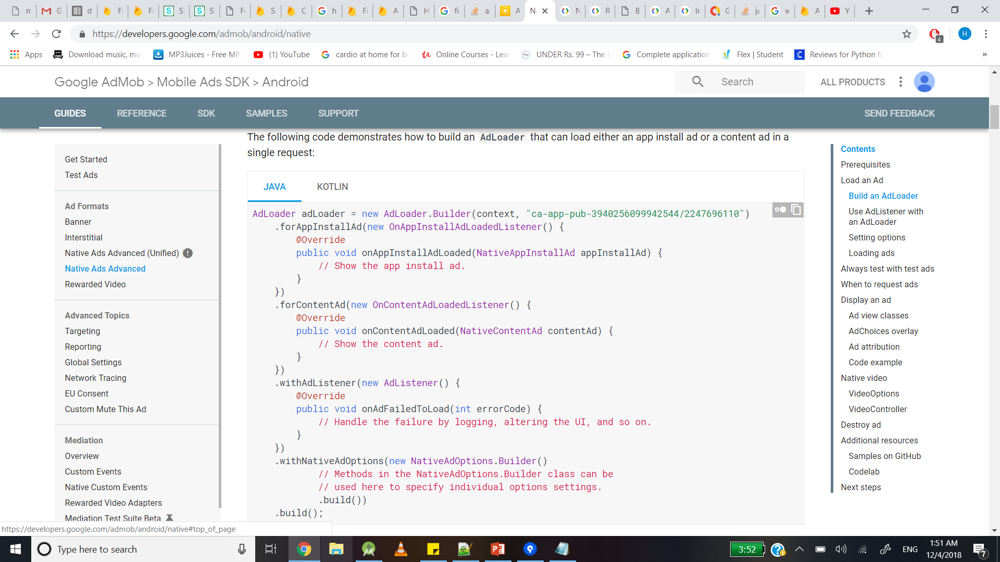 m
G
d
Fi
Fi
S
Sl
Fu
S
C
h
Fi
A
H
fi
a
A
Na
N
R
B
A
Ir
G
ja
w
A
Y
https://developers.google.com/admob/android/native
4
H
Apps
Download music, mo
MP3Juices - Free MP
(1) YouTube
cardio at home for be
Online Courses - Lear
UNDER Rs. 99 – The
Complete application
Flex | Student
Reviews for Python fo
»
Google AdMob > Mobile Ads SDK > Android
Search
ALL PRODUCTS
GUIDES
REFERENCE
SDK
SAMPLES
SUPPORT
SEND FEEDBACK
Get Started
Test Ads
Ad Formats
Banner
Interstitial
Native Ads Advanced (Unified)
Native Ads Advanced
Rewarded Video
Advanced Topics
Targeting
Reporting
Global Settings
Network Tracing
EU Consent
Custom Mute This Ad
Mediation
Overview
Custom Events
Native Custom Events
Rewarded Video Adapters
Mediation Test Suite Beta
The following code demonstrates how to build an AdLoader that can load either an app install ad or a content ad in a
single request:
JAVA
KOTLIN
AdLoader adLoader = new AdLoader.Builder(context, "ca-app-pub-3940256099942544/2247696110")
.forAppInstallAd(new OnAppInstallAdLoadedListener() {
@Override
public void onAppInstallAdLoaded(NativeAppInstallAd appInstallAd) {
// Show the app install ad.
}
})
.forContentAd(new OnContentAdLoadedListener() {
@Override
public void onContentAdLoaded(NativeContentAd contentAd) {
// Show the content ad.
}
})
.withAdListener(new AdListener() {
@Override
public void onAdFailedToLoad(int errorCode) {
// Handle the failure by logging, altering the UI, and so on.
}
})
.withNativeAdOptions(new NativeAdOptions.Builder()
// Methods in the NativeAdOptions.Builder class can be
// used here to specify individual options settings.
.build())
.build();
Contents
Prerequisites
Load an Ad
Build an AdLoader
Use AdListener with
an AdLoader
Setting options
Loading ads
Always test with test ads
When to request ads
Display an ad
Ad view classes
AdChoices overlay
Ad attribution
Code example
Native video
VideoOptions
VideoController
Destroy ad
Additional resources
Samples on GitHub
Codelab
Next steps
https://developers.google.com/admob/android/native#top_of_page
Type here to search
3:52
ENG
1:51 AM
12/4/2018
7